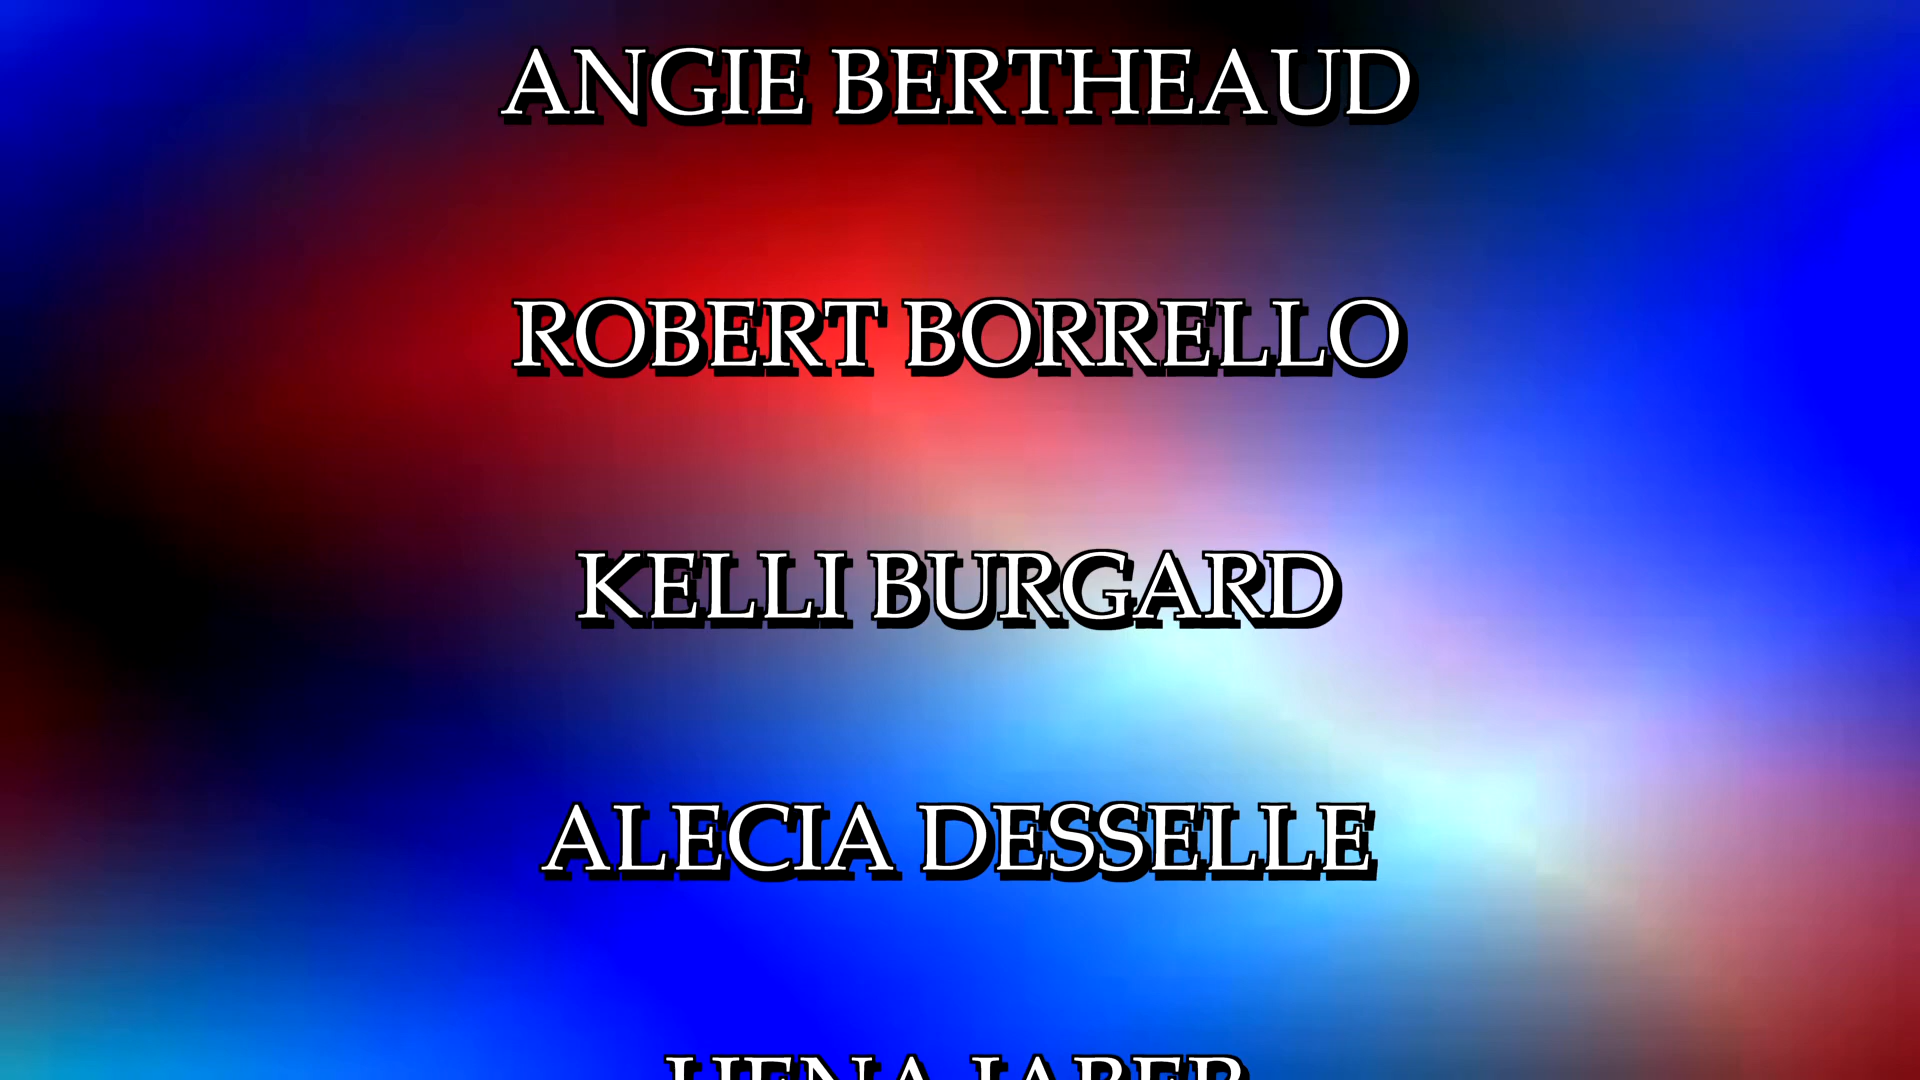 ANGIE BERTHEAUD
ROBERT BORRELLO
KELLI BURGARD
ALECIA DESSELLE